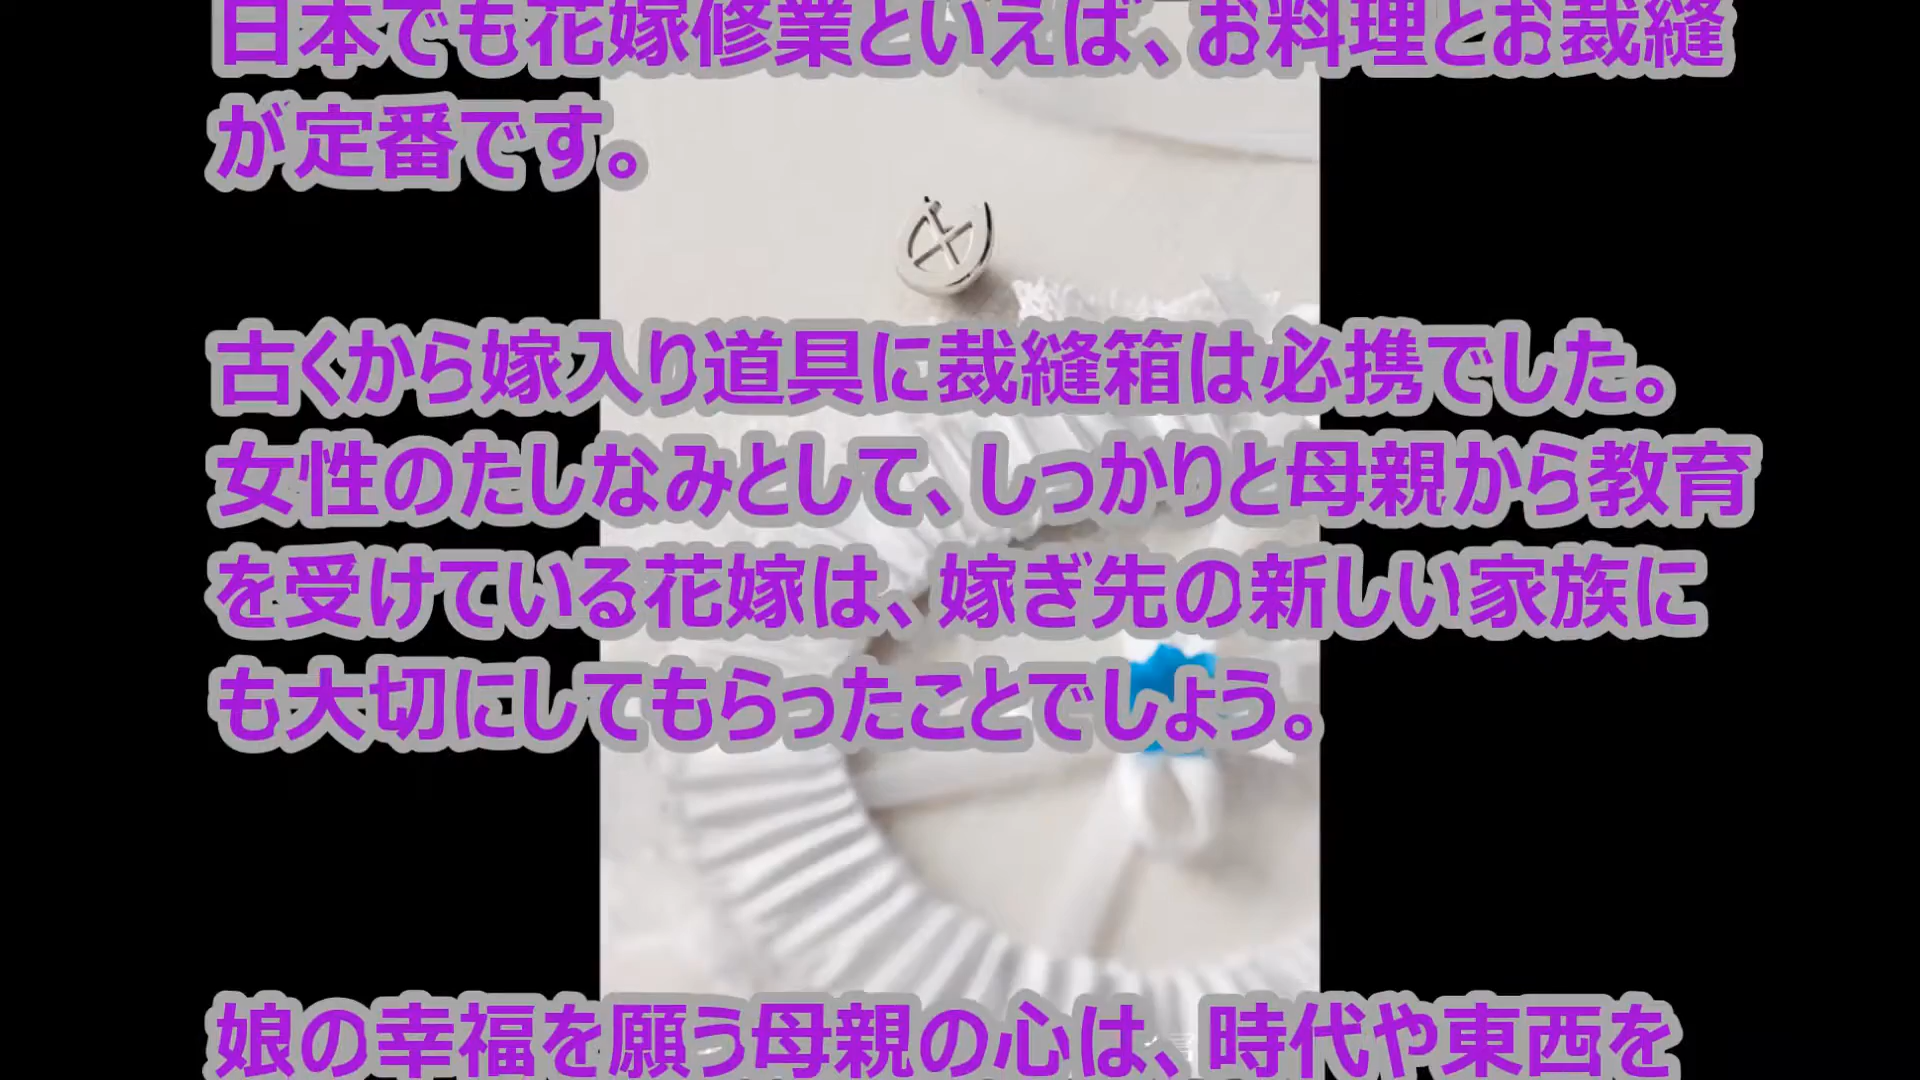 日本でも花嫁修業といえば、お料理とお裁縫
が定番です。
古くから嫁入り道具に裁縫箱は必携でした。
女性のたしなみとして、しっかりと母親から教育
を受けている花嫁は、嫁ぎ先の新しい家族に
も大切にしてもらったことでしょう。
娘の幸福を願う母親の心は、時代や東西を